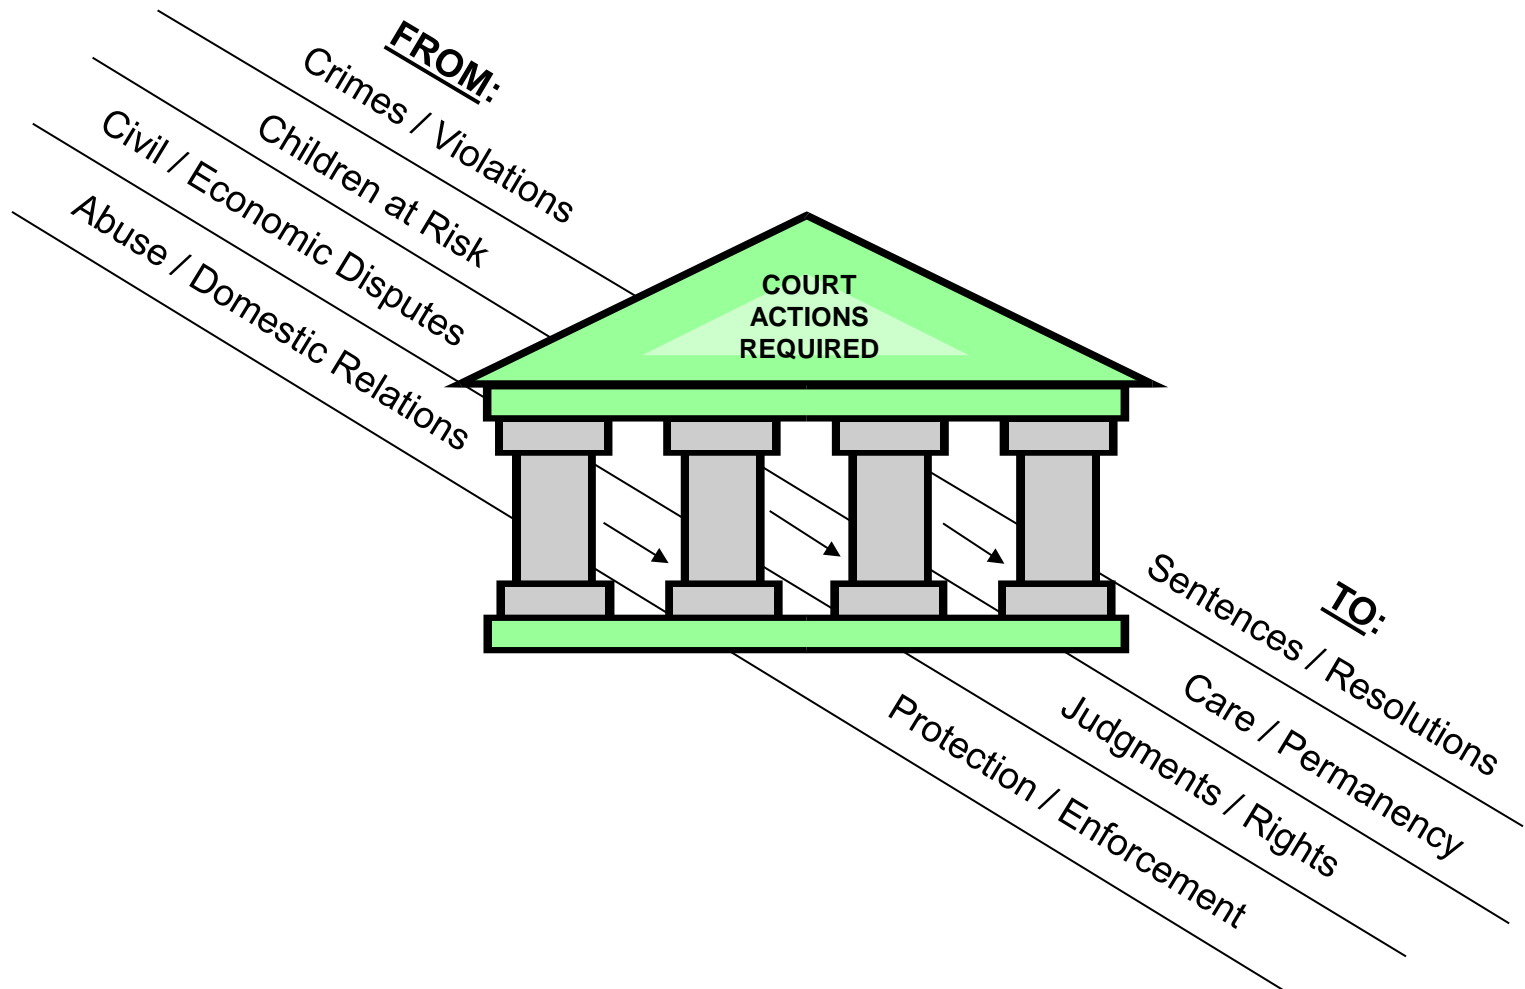 FROM:
Crimes / Violations
Children at Risk
Civil / Economic Disputes
Abuse / Domestic Relations
COURT
ACTIONS
REQUIRED
TO:
Sentences / Resolutions
Care / Permanency
Judgments / Rights
Protection / Enforcement